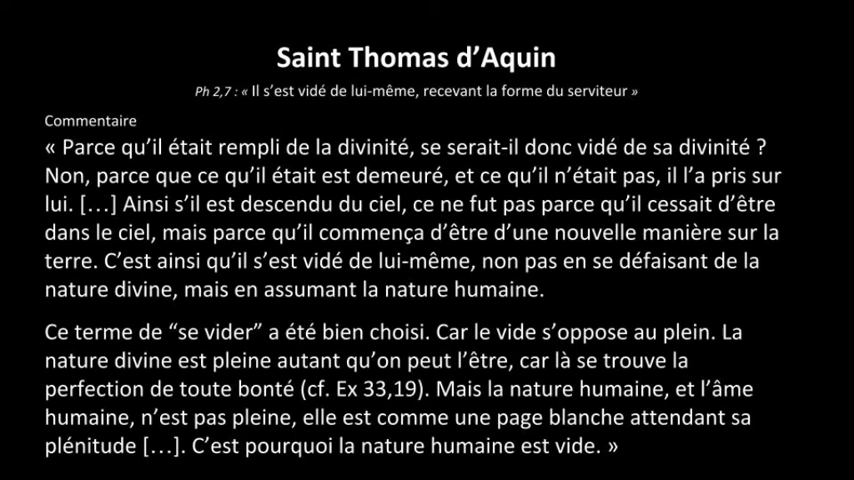 Saint Thomas d’Aquin
Ph 2,7 : « Il s’est vidé de lui-même, recevant la forme du serviteur »
Commentaire
« Parce qu’il était rempli de la divinité, se serait-il donc vidé de sa divinité ?
Non, parce que ce qu’il était est demeuré, et ce qu’il n’était pas, il l’a pris sur
lui. […] Ainsi s’il est descendu du ciel, ce ne fut pas parce qu’il cessait d’être
dans le ciel, mais parce qu’il commença d’être d’une nouvelle manière sur la
terre. C’est ainsi qu’il s’est vidé de lui-même, non pas en se défaisant de la
nature divine, mais en assumant la nature humaine.
Ce terme de “se vider” a été bien choisi. Car le vide s’oppose au plein. La
nature divine est pleine autant qu’on peut l’être, car là se trouve la
perfection de toute bonté (cf. Ex 33,19). Mais la nature humaine, et l’âme
humaine, n’est pas pleine, elle est comme une page blanche attendant sa
plénitude […]. C’est pourquoi la nature humaine est vide. »